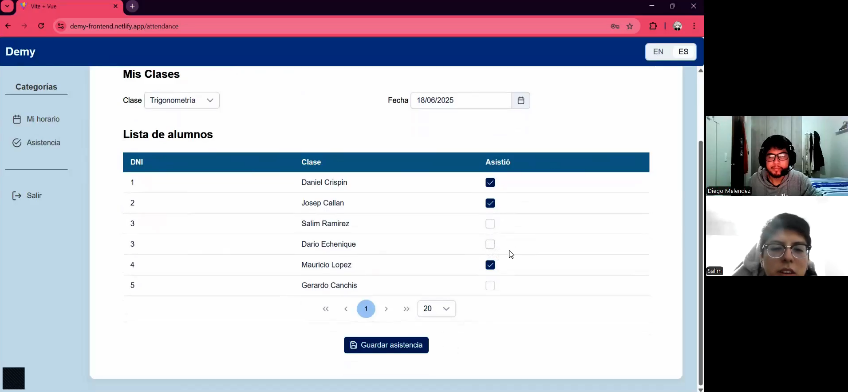 Vite + Vue
demy-frontend.netlify.app/attendance
Demy
EN ES
Categorías
Mi horario
Asistencia
Salir
Mis Clases
Clase Trigonometría Fecha 18/06/2025
Lista de alumnos
DNI Clase Asistió
1 Daniel Crispin
2 Josep Callan
3 Salim Ramirez
3 Dario Echenique
4 Mauricio Lopez
5 Gerardo Canchis
1 20
Guardar asistencia
Diego Melendez
Salim